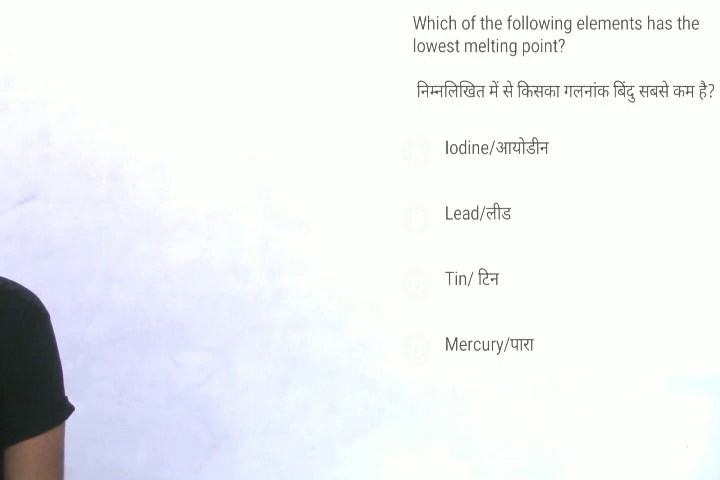 Which of the following elements has the
lowest melting point?
निम्नलिखित में से किसका गलनांक बिंदु सबसे कम है?
Iodine/आयोडीन
Lead/लीड
Tin/ टिन
Mercury/पारा